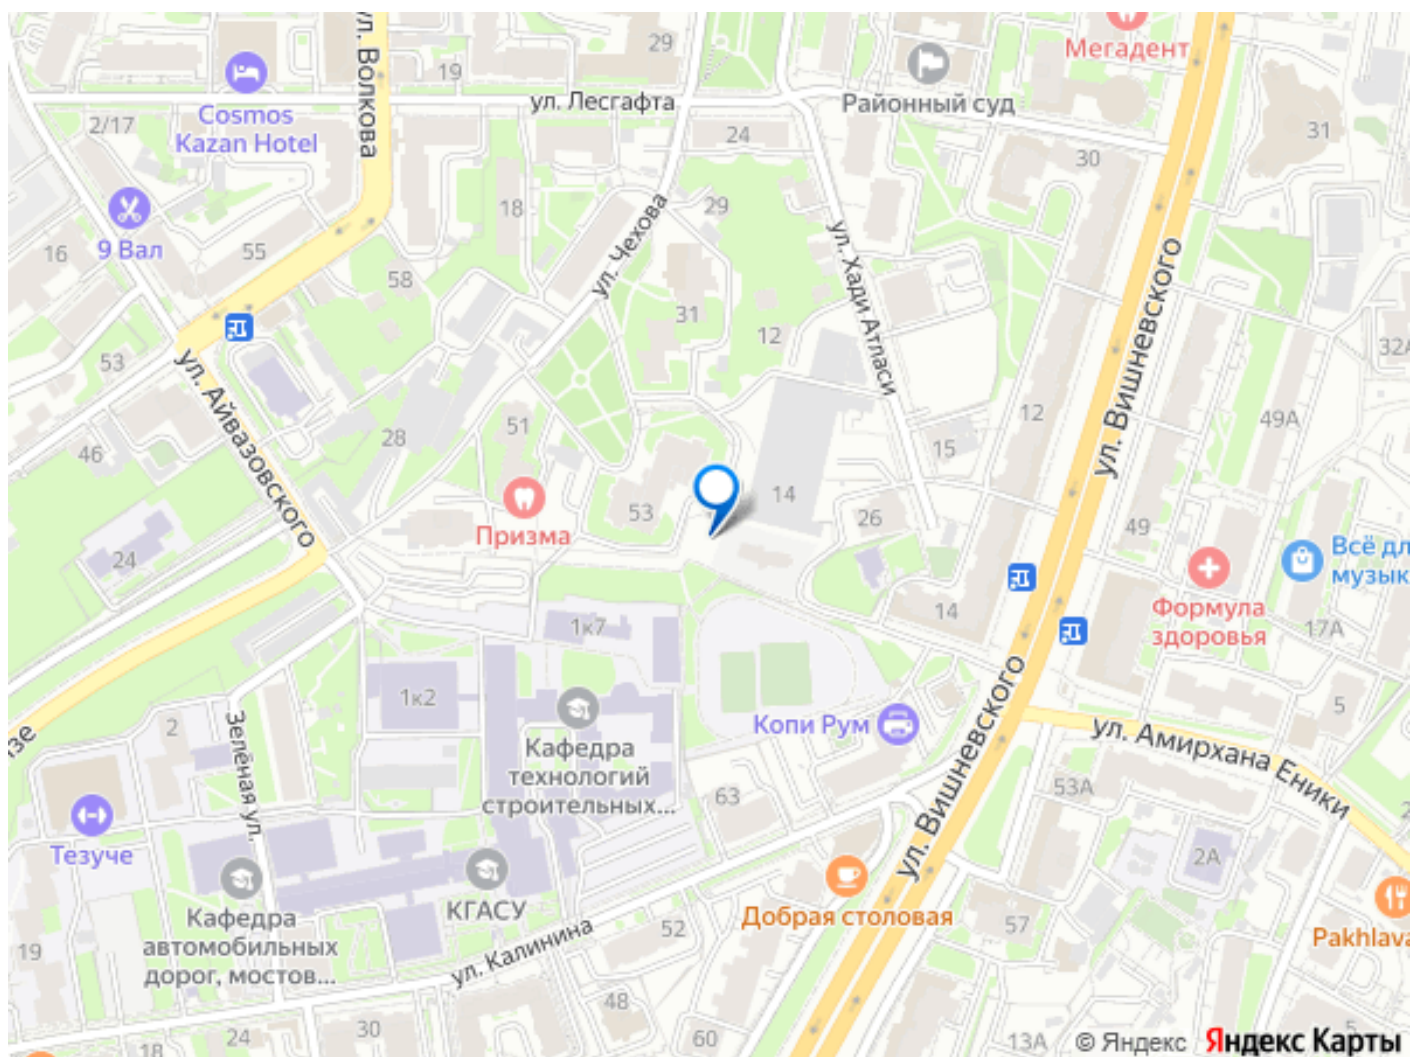 ул. Волкова
29
Мегадент
19
Cosmos
Kazan Hotel
2/17
ул. Лесгафта
Районный суд
24
30
31
9 Вал
16
55
18
29
ул. Чехова
58
31
12
ул. Хади Атласи
ул. Вишневского
32А
53
ул. Айвазовского
46
28
51
12
15
49А
Призма
53
14
26
49
24
Всё дл
музык
Формула
здоровья
17А
14
1к7
1к2
5
2
Зелёная ул.
зе
Кафедра
технологий
строительных...
Копи Рум
ул. Вишневского
ул. Амирхана Еники
63
53А
2А
Тезуче
КГАСУ
Добрая столовая
Кафедра
автомобильных
дорог, мостов...
19
ул. Калинина
52
57
Pakhlava
48
30
24
18
60
13А
© Яндекс Яндекс Карты